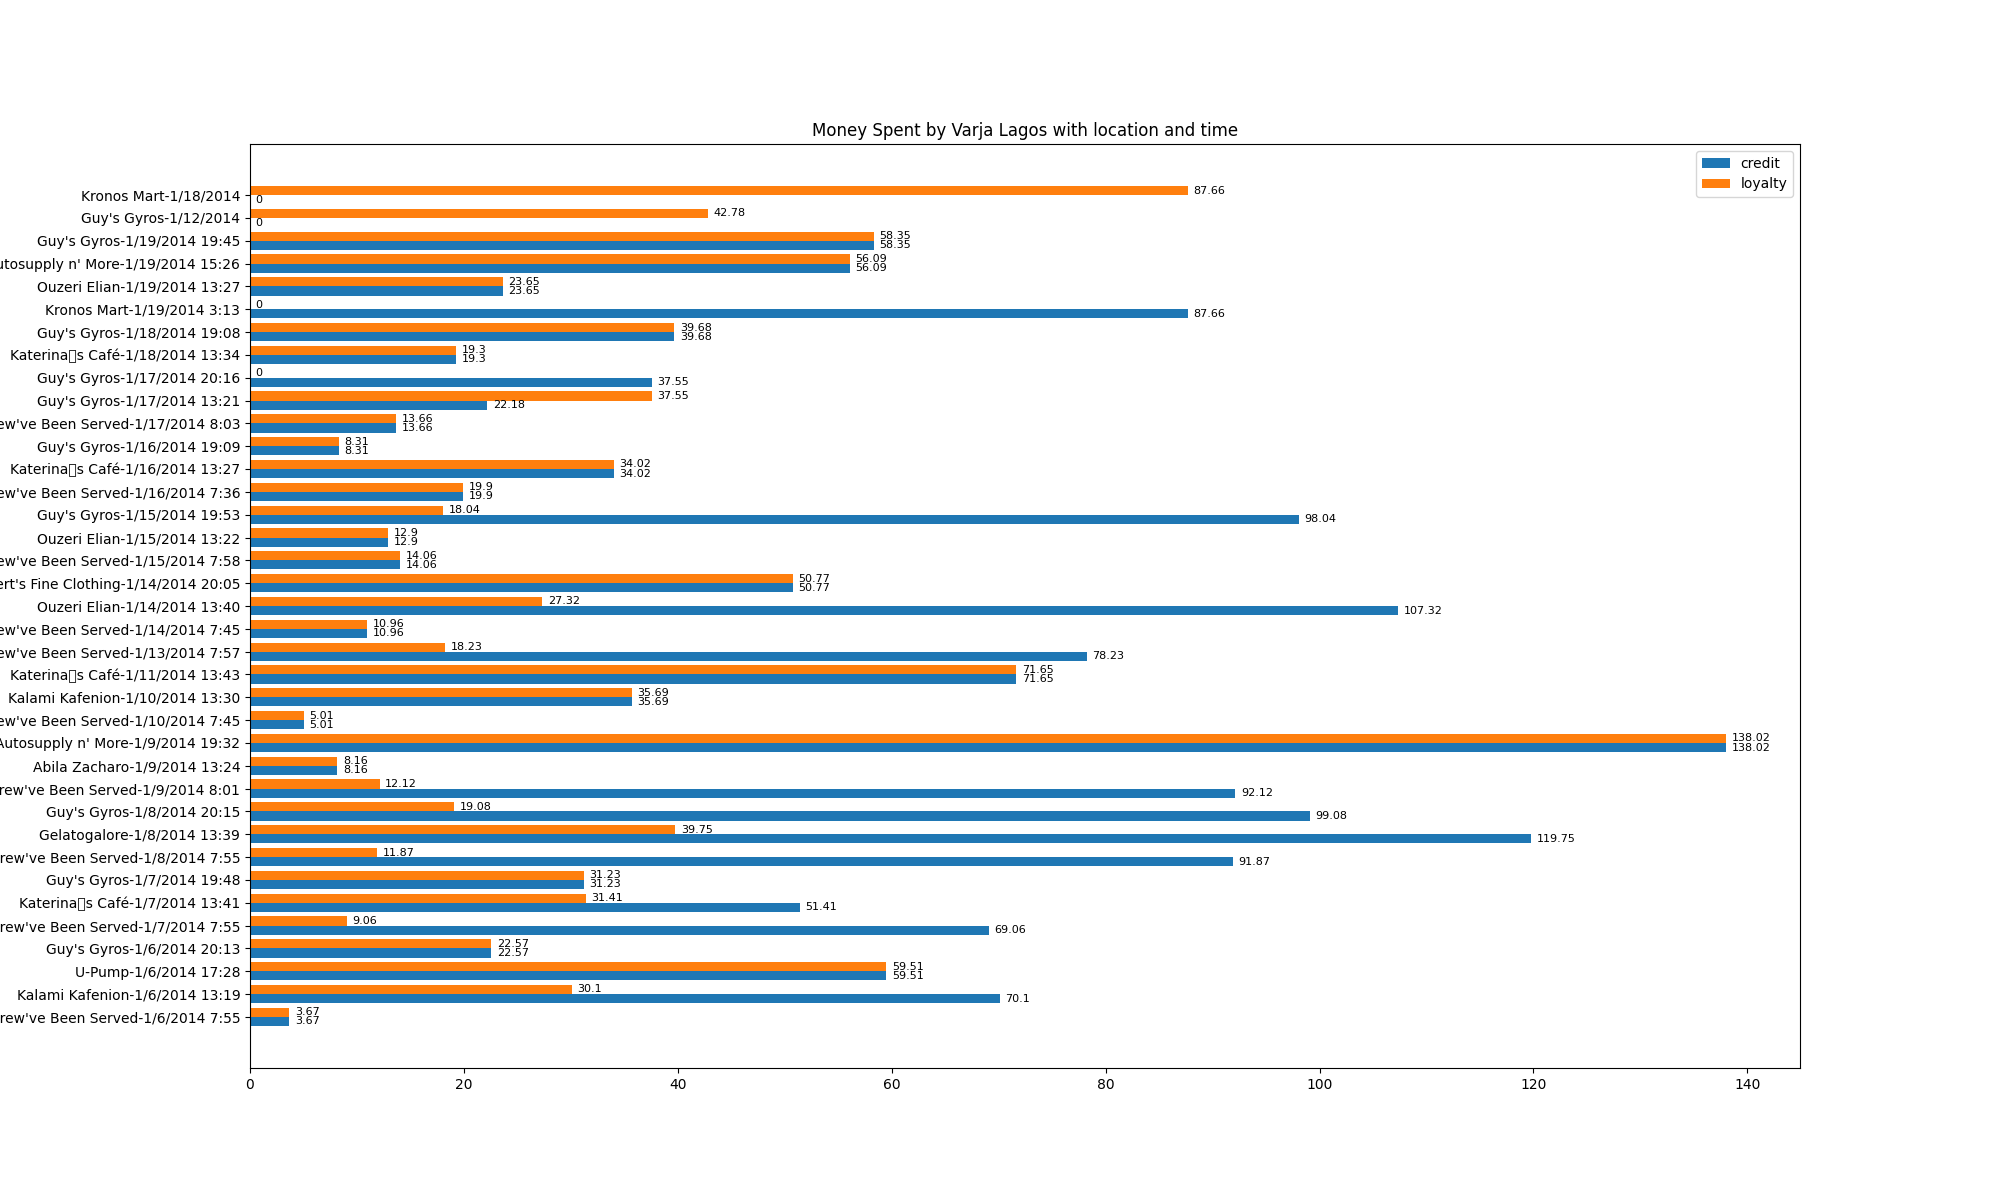 Money Spent by Varja Lagos with location and time
credit
loyalty
Kronos Mart-1/18/2014 87.66 0
Guy's Gyros-1/12/2014 42.78 0
Guy's Gyros-1/19/2014 19:45 58.35 58.35
utosupply n' More-1/19/2014 15:26 56.09 56.09
Ouzeri Elian-1/19/2014 13:27 23.65 23.65
Kronos Mart-1/19/2014 3:13 0 87.66
Guy's Gyros-1/18/2014 19:08 39.68 39.68
Katerina▯s Café-1/18/2014 13:34 19.3 19.3
Guy's Gyros-1/17/2014 20:16 0 37.55
Guy's Gyros-1/17/2014 13:21 37.55 22.18
ew've Been Served-1/17/2014 8:03 13.66 13.66
Guy's Gyros-1/16/2014 19:09 8.31 8.31
Katerina▯s Café-1/16/2014 13:27 34.02 34.02
ew've Been Served-1/16/2014 7:36 19.9 19.9
Guy's Gyros-1/15/2014 19:53 18.04 98.04
Ouzeri Elian-1/15/2014 13:22 12.9 12.9
ew've Been Served-1/15/2014 7:58 14.06 14.06
ert's Fine Clothing-1/14/2014 20:05 50.77 50.77
Ouzeri Elian-1/14/2014 13:40 27.32 107.32
ew've Been Served-1/14/2014 7:45 10.96 10.96
ew've Been Served-1/13/2014 7:57 18.23 78.23
Katerina▯s Café-1/11/2014 13:43 71.65 71.65
Kalami Kafenion-1/10/2014 13:30 35.69 35.69
ew've Been Served-1/10/2014 7:45 5.01 5.01
Autosupply n' More-1/9/2014 19:32 138.02 138.02
Abila Zacharo-1/9/2014 13:24 8.16 8.16
rew've Been Served-1/9/2014 8:01 12.12 92.12
Guy's Gyros-1/8/2014 20:15 19.08 99.08
Gelatogalore-1/8/2014 13:39 39.75 119.75
rew've Been Served-1/8/2014 7:55 11.87 91.87
Guy's Gyros-1/7/2014 19:48 31.23 31.23
Katerina▯s Café-1/7/2014 13:41 31.41 51.41
rew've Been Served-1/7/2014 7:55 9.06 69.06
Guy's Gyros-1/6/2014 20:13 22.57 22.57
U-Pump-1/6/2014 17:28 59.51 59.51
Kalami Kafenion-1/6/2014 13:19 30.1 70.1
rew've Been Served-1/6/2014 7:55 3.67 3.67
0 20 40 60 80 100 120 140